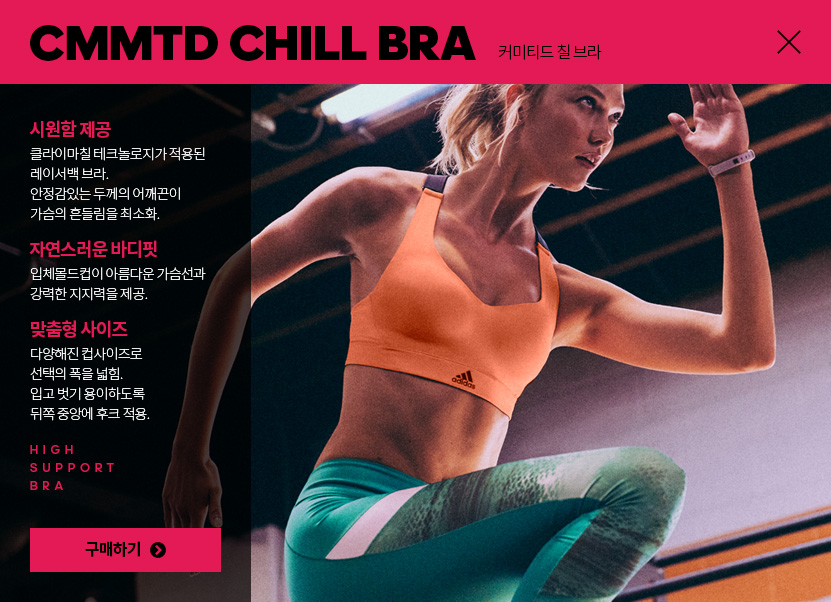 CMMTD CHILL BRA 커미티드 칠 브라
시원함 제공
클라이마칠 테크놀로지가 적용된
레이서백 브라.
안정감있는 두께의 어깨끈이
가슴의 흔들림을 최소화.
자연스러운 바디핏
입체몰드컵이 아름다운 가슴선과
강력한 지지력을 제공.
맞춤형 사이즈
다양해진 컵사이즈로
선택의 폭을 넓힘.
입고 벗기 용이하도록
뒤쪽 중앙에 후크 적용.
HIGH
SUPPORT
BRA
구매하기
adidas